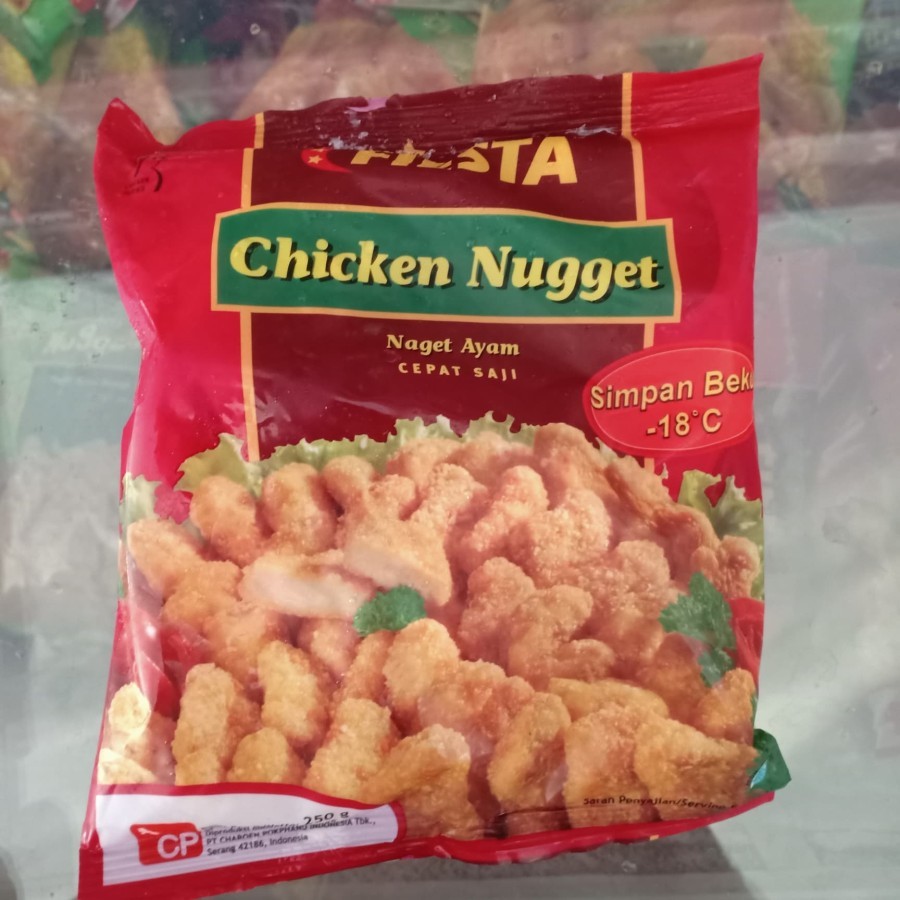 FIESTA
Chicken Nugget
Naget Ayam
CEPAT SAJI
Simpan Beku
-18°C
Saran Penyajian/Serving
250 g
CP
Diproduksi
PT CHAROEN POKPHAND INDONESIA Tbk.,
Serang 42186, Indonesia